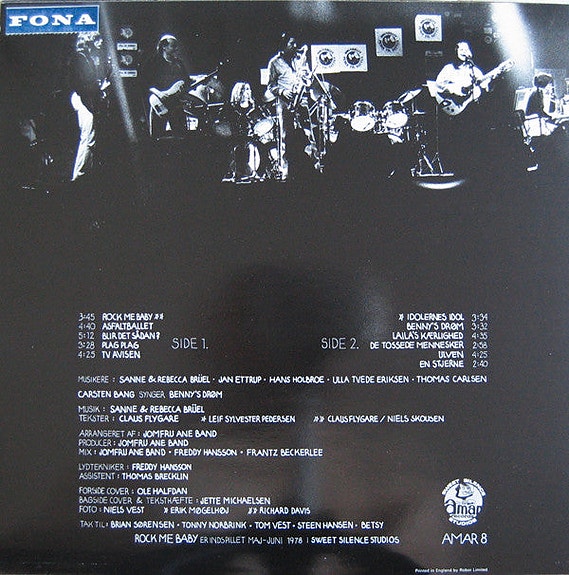 FONA
3:45 ROCK ME BABY »»
4:40 ASFALTBALLET
5:12 BLIR DET SÅDAN?
3:28 PLAG PLAG
4:25 TV AVISEN
SIDE 1.
SIDE 2.
» IDOLERNES IDOL 3:34
BENNY'S DRØM 3:32
LAILA'S KÆRLIGHED 4:55
DE TOSSEDE MENNESKER 2:58
ULVEN 4:25
EN STJERNE 2:40
MUSIKERE : SANNE & REBECCA BRÜEL · JAN ETTRUP · HANS HOLBROE · ULLA TVEDE ERIKSEN · THOMAS CARLSEN
CARSTEN BANG SYNGER BENNY'S DRØM
MUSIK : SANNE & REBECCA BRÜEL
TEKSTER : CLAUS FLYGARE » LEIF SYLVESTER PEDERSEN »» CLAUS FLYGARE / NIELS SKOUSEN
ARRANGERET AF : JOMFRU ANE BAND
PRODUCER : JOMFRU ANE BAND
MIX : JOMFRU ANE BAND · FREDDY HANSSON · FRANTZ BECKERLEE
LYDTEKNIKER : FREDDY HANSSON
ASSISTENT : THOMAS BRECKLIN
FORSIDE COVER : OLE HALFDAN
BAGSIDE COVER & TEKSTHÆFTE : JETTE MICHAELSEN
FOTO : NIELS VEST » ERIK MØGELHØJ »» RICHARD DAVIS
TAK TIL : BRIAN SØRENSEN · TONNY NORBRINK · TOM VEST · STEEN HANSEN · BETSY
ROCK ME BABY ER INDSPILLET MAJ-JUNI 1978 I SWEET SILENCE STUDIOS
SWEET SILENCE
amar
records
STUDIOS
AMAR 8
Printed in England by Robor Limited